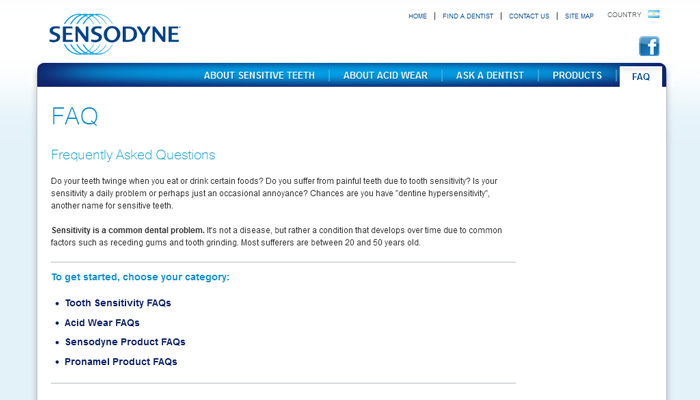 HOME | FIND A DENTIST | CONTACT US | SITE MAP COUNTRY
SENSODYNE
f
ABOUT SENSITIVE TEETH | ABOUT ACID WEAR | ASK A DENTIST | PRODUCTS | FAQ
FAQ
Frequently Asked Questions
Do your teeth twinge when you eat or drink certain foods? Do you suffer from painful teeth due to tooth sensitivity? Is your
sensitivity a daily problem or perhaps just an occasional annoyance? Chances are you have "dentine hypersensitivity",
another name for sensitive teeth.
Sensitivity is a common dental problem. It's not a disease, but rather a condition that develops over time due to common
factors such as receding gums and tooth grinding. Most sufferers are between 20 and 50 years old.
To get started, choose your category:
• Tooth Sensitivity FAQs
• Acid Wear FAQs
• Sensodyne Product FAQs
• Pronamel Product FAQs